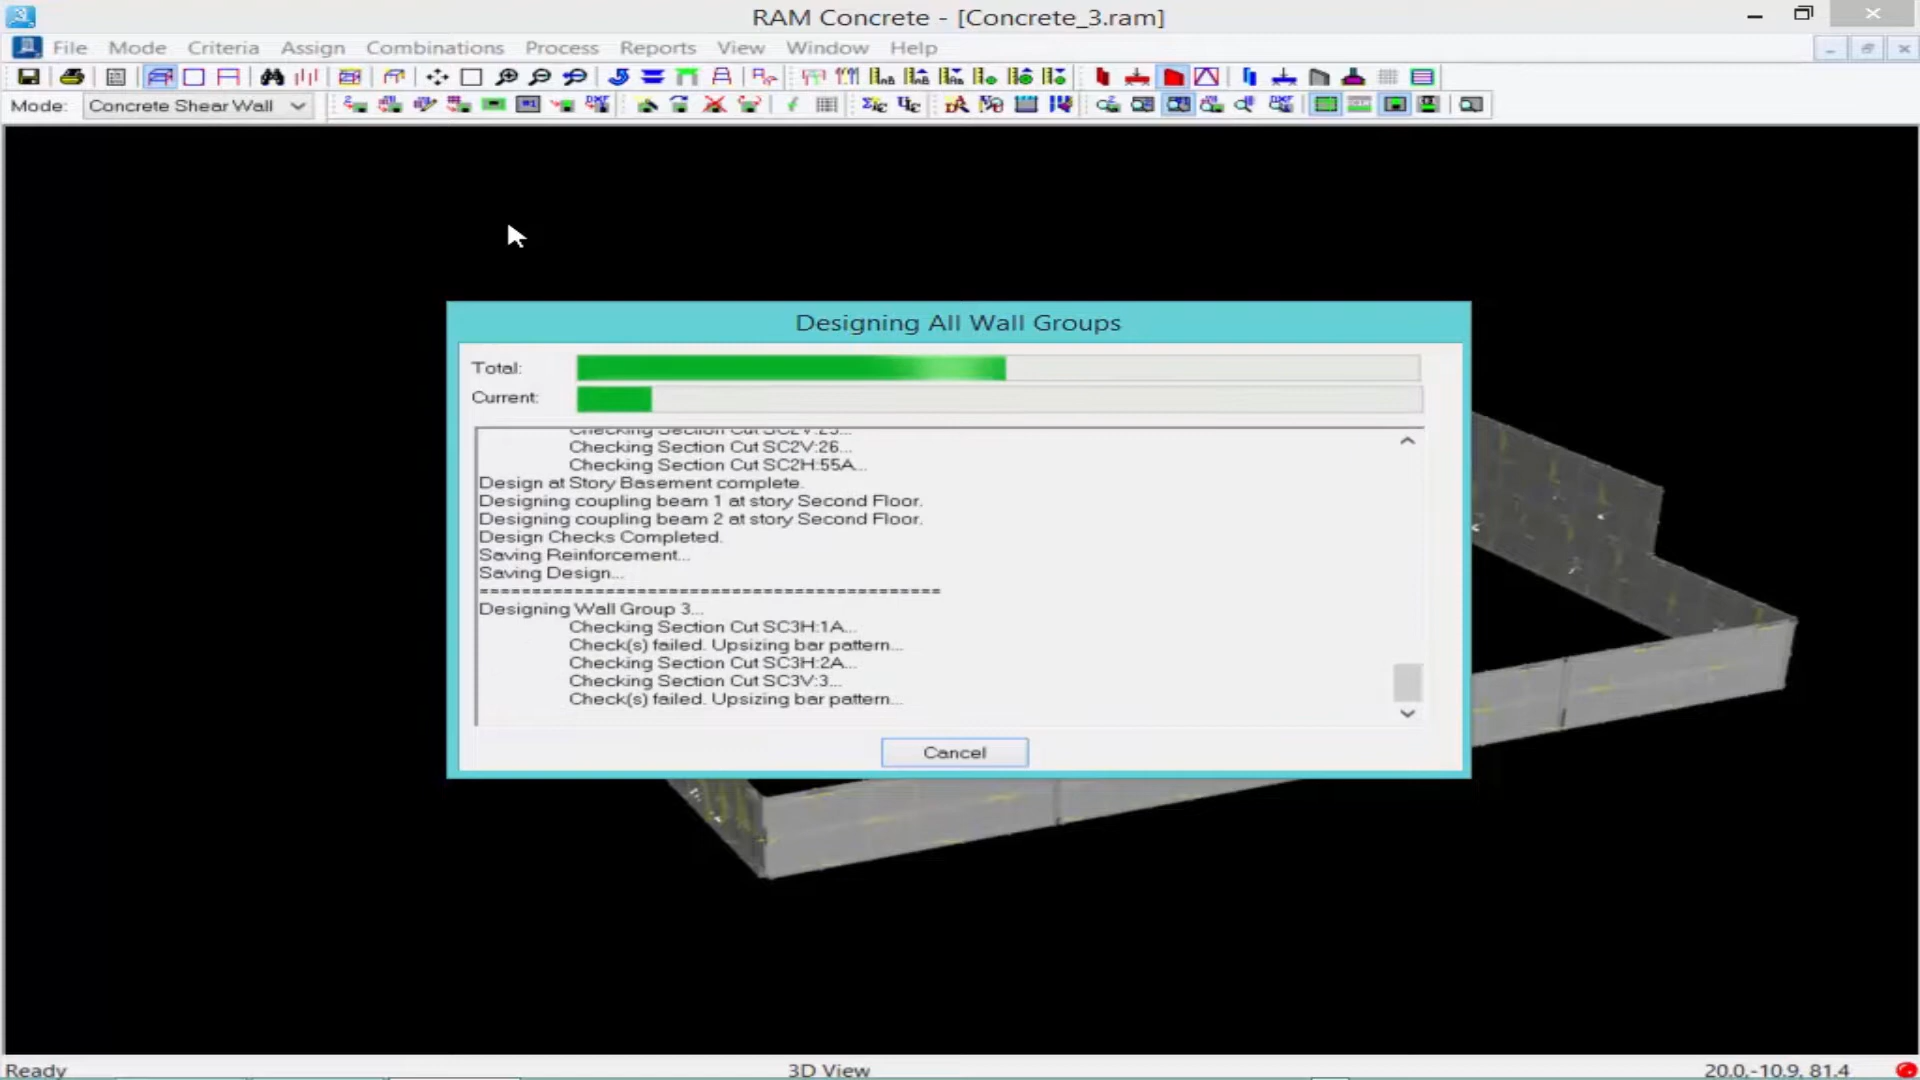 RAM Concrete - [Concrete_3.ram]
File Mode Criteria Assign Combinations Process Reports View Window Help
Mode: Concrete Shear Wall
Designing All Wall Groups
Total:
Current:
Checking Section Cut SC2V:25...
Checking Section Cut SC2V:26...
Checking Section Cut SC2H:55A...
Design at Story Basement complete.
Designing coupling beam 1 at story Second Floor.
Designing coupling beam 2 at story Second Floor.
Design Checks Completed.
Saving Reinforcement...
Saving Design...
==========================================
Designing Wall Group 3...
Checking Section Cut SC3H:1A...
Check(s) failed. Upsizing bar pattern...
Checking Section Cut SC3H:2A...
Checking Section Cut SC3V:3...
Check(s) failed. Upsizing bar pattern...
Cancel
Ready 3D View 20.0,-10.9, 81.4